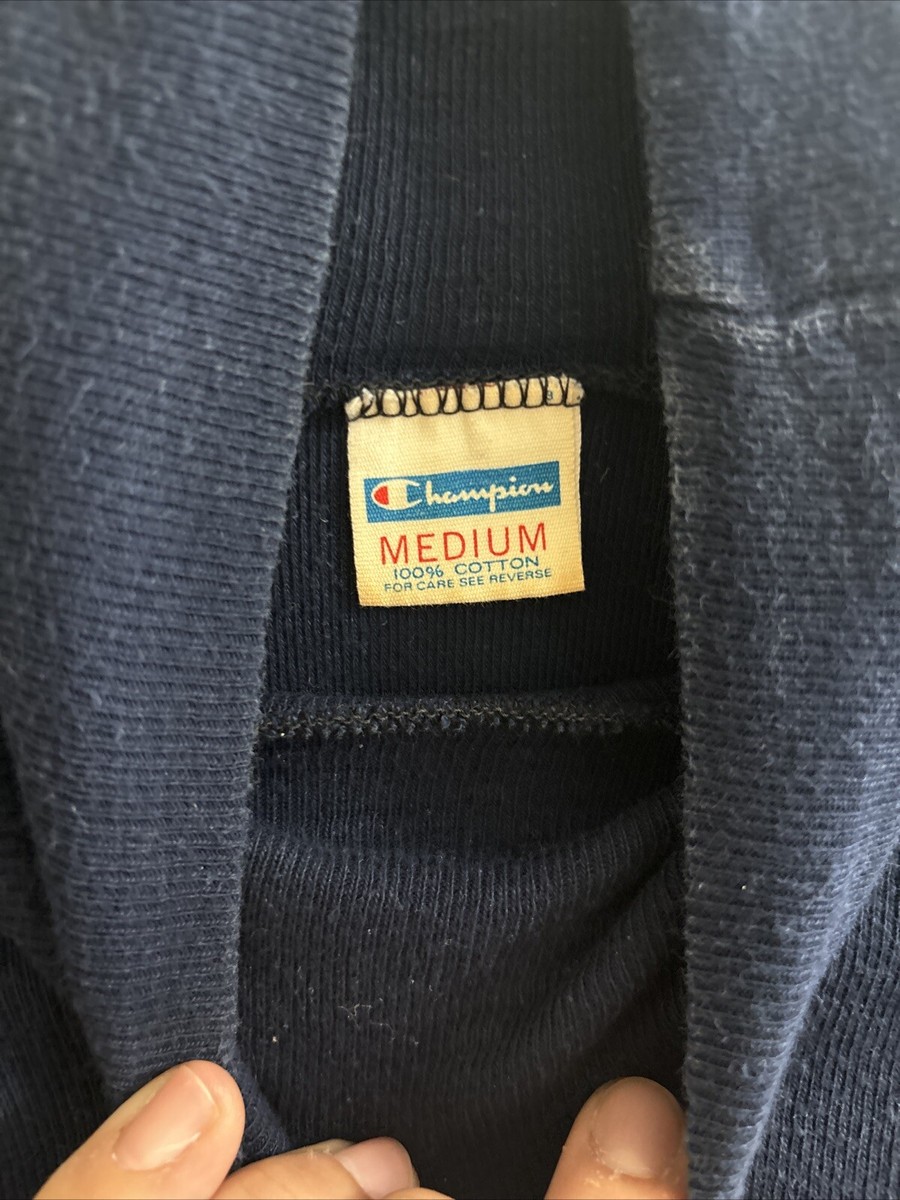 Champion
MEDIUM
100% COTTON
FOR CARE SEE REVERSE